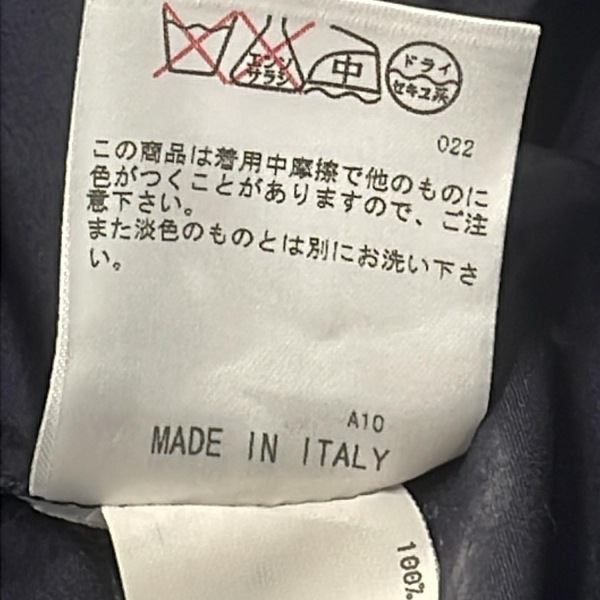 エンソ
サラシ
中
ドライ
セキユ系
022
この商品は着用中摩擦で他のものに
色がつくことがありますので、ご注
意下さい。
また淡色のものとは別にお洗い下さ
い。
A10
MADE IN ITALY
100%